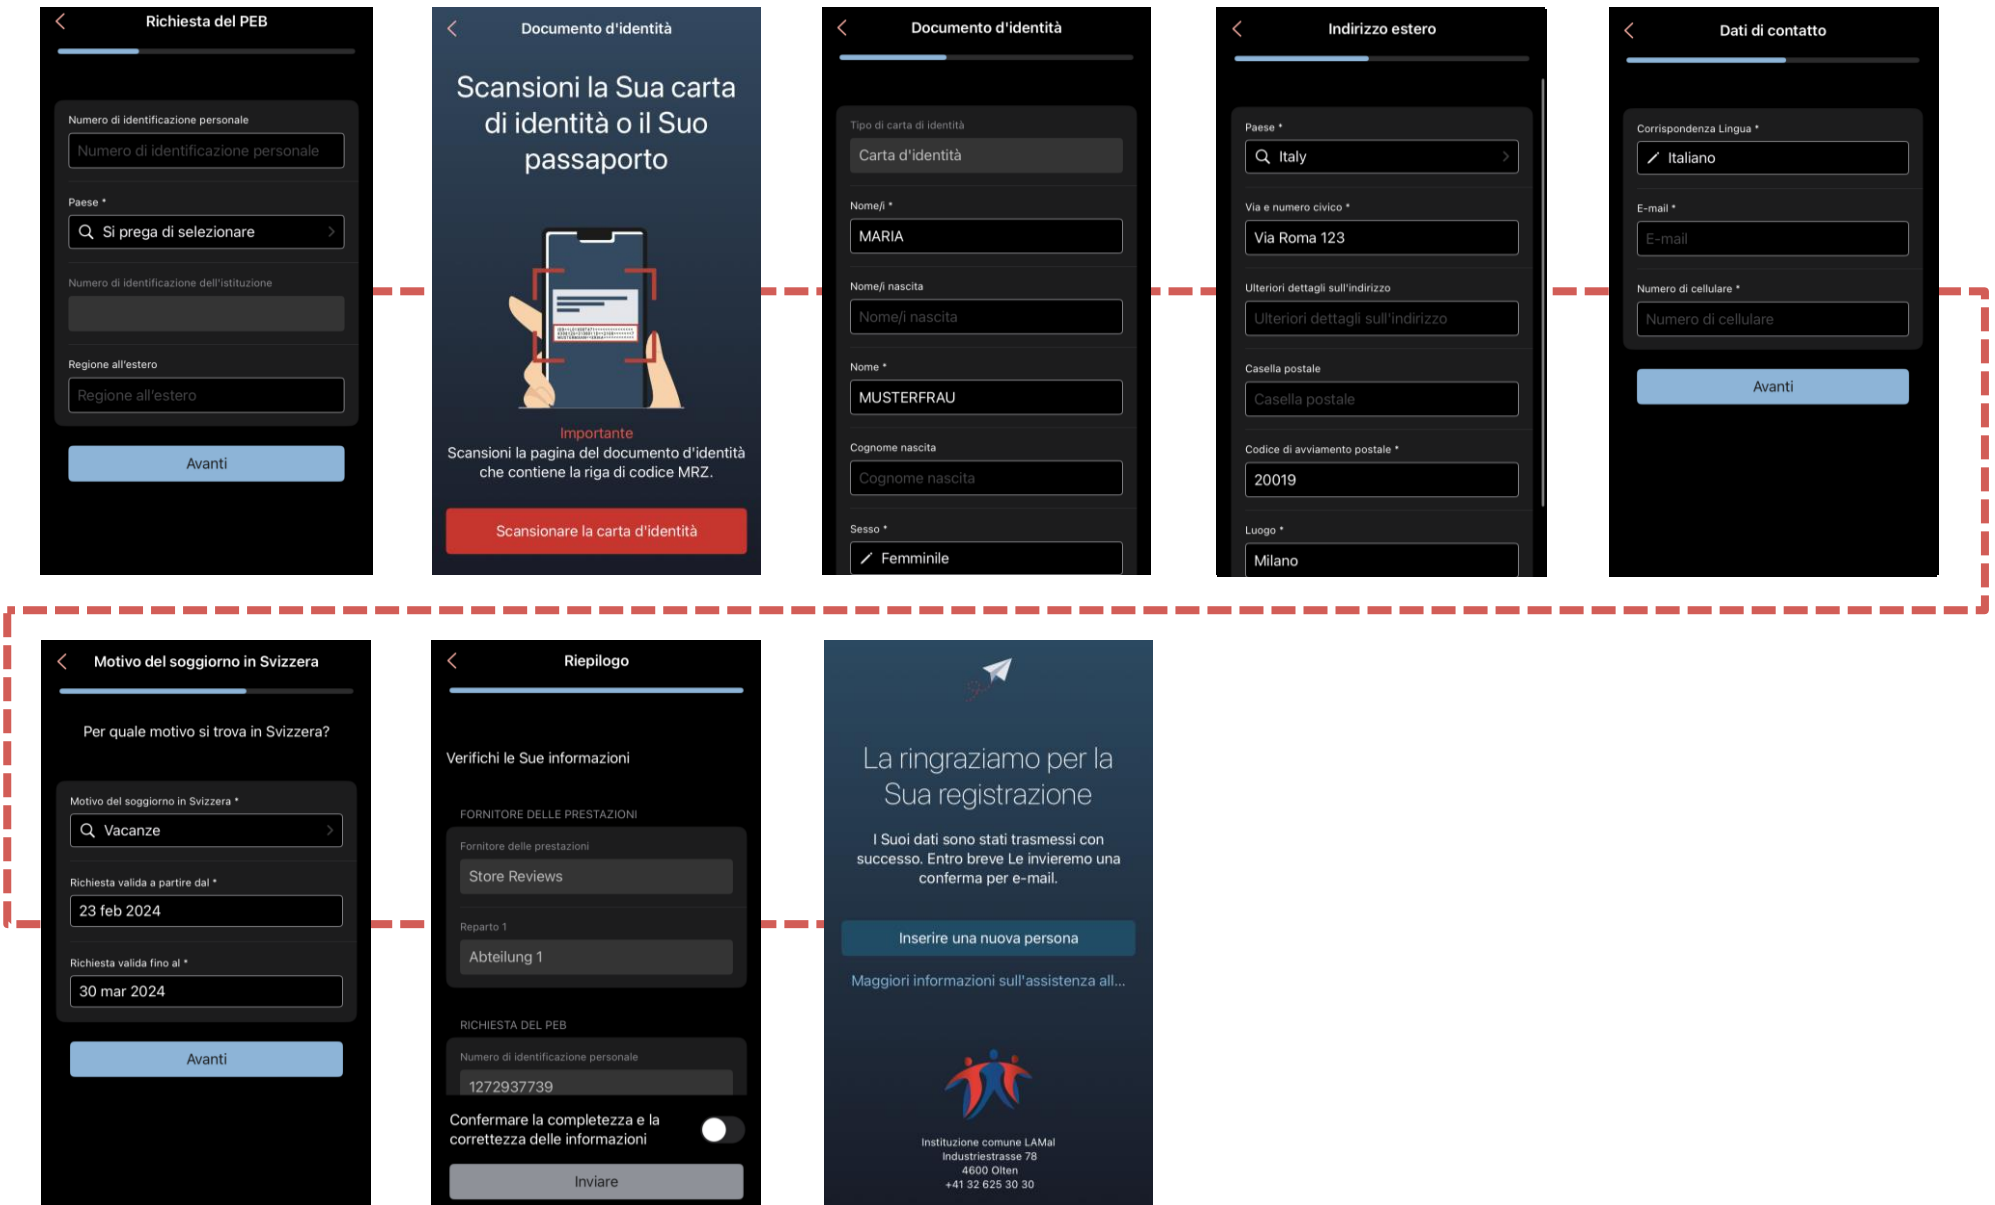 Richiesta del PEB
Numero di identificazione personale
Numero di identificazione personale
Paese *
Si prega di selezionare
Numero di identificazione dell'istituzione
Regione all'estero
Regione all'estero
Avanti
Documento d'identità
Scansioni la Sua carta
di identità o il Suo
passaporto
Importante
Scansioni la pagina del documento d'identità
che contiene la riga di codice MRZ.
Scansionare la carta d'identità
Documento d'identità
Tipo di carta di identità
Carta d'identità
Nome/i *
MARIA
Nome/i nascita
Nome/i nascita
Nome *
MUSTERFRAU
Cognome nascita
Cognome nascita
Sesso *
Femminile
Indirizzo estero
Paese *
Italy
Via e numero civico *
Via Roma 123
Ulteriori dettagli sull'indirizzo
Ulteriori dettagli sull'indirizzo
Casella postale
Casella postale
Codice di avviamento postale *
20019
Luogo *
Milano
Dati di contatto
Corrispondenza Lingua *
Italiano
E-mail *
E-mail
Numero di cellulare *
Numero di cellulare
Avanti
Motivo del soggiorno in Svizzera
Per quale motivo si trova in Svizzera?
Motivo del soggiorno in Svizzera *
Vacanze
Richiesta valida a partire dal *
23 feb 2024
Richiesta valida fino al *
30 mar 2024
Avanti
Riepilogo
Verifichi le Sue informazioni
FORNITORE DELLE PRESTAZIONI
Fornitore delle prestazioni
Store Reviews
Reparto 1
Abteilung 1
RICHIESTA DEL PEB
Numero di identificazione personale
1272937739
Confermare la completezza e la
correttezza delle informazioni
Inviare
La ringraziamo per la
Sua registrazione
I Suoi dati sono stati trasmessi con
successo. Entro breve Le invieremo una
conferma per e-mail.
Inserire una nuova persona
Maggiori informazioni sull'assistenza all...
Instituzione comune LAMal
Industriestrasse 78
4600 Olten
+41 32 625 30 30